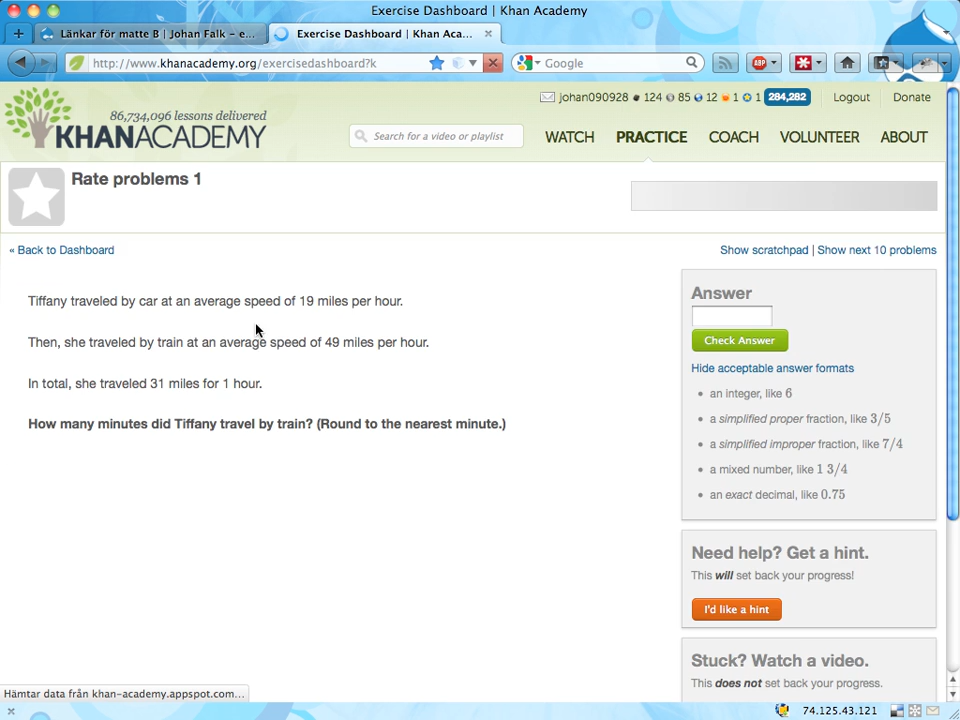 Exercise Dashboard | Khan Academy
Länkar för matte B | Johan Falk – e...
Exercise Dashboard | Khan Aca...
http://www.khanacademy.org/exercisedashboard?k
Google
ABP
johan090928 124 85 12 1 1 284,282 Logout Donate
86,734,096 lessons delivered
KHANACADEMY
Search for a video or playlist
WATCH PRACTICE COACH VOLUNTEER ABOUT
Rate problems 1
« Back to Dashboard
Show scratchpad | Show next 10 problems
Tiffany traveled by car at an average speed of 19 miles per hour.
Then, she traveled by train at an average speed of 49 miles per hour.
In total, she traveled 31 miles for 1 hour.
How many minutes did Tiffany travel by train? (Round to the nearest minute.)
Answer
Check Answer
Hide acceptable answer formats
• an integer, like 6
• a simplified proper fraction, like 3/5
• a simplified improper fraction, like 7/4
• a mixed number, like 1 3/4
• an exact decimal, like 0.75
Need help? Get a hint.
This will set back your progress!
I'd like a hint
Stuck? Watch a video.
This does not set back your progress.
Hämtar data från khan-academy.appspot.com...
74.125.43.121